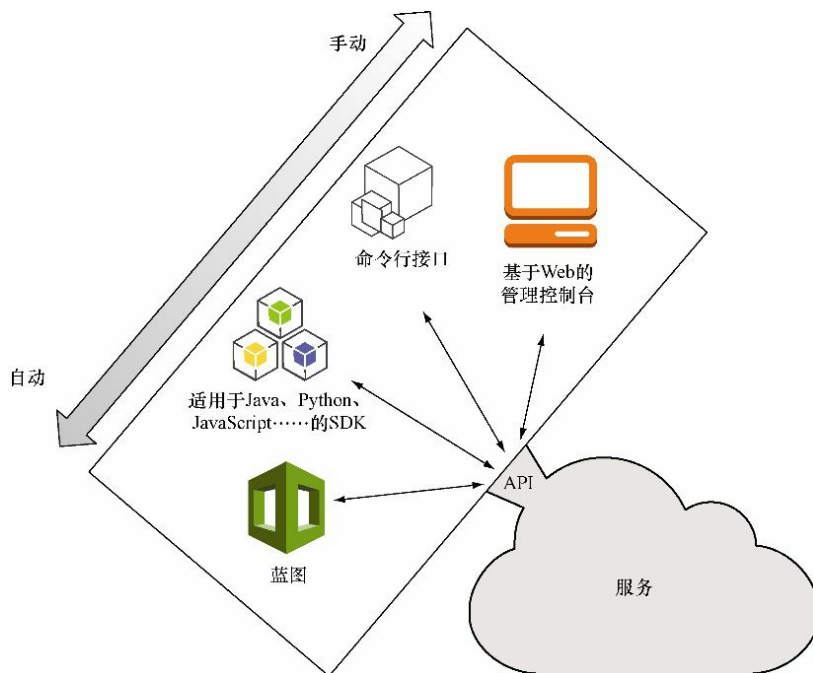 手动
命令行接口
基于Web的
管理控制台
自动
适用于Java、Python、
JavaScript……的SDK
API
蓝图
服务